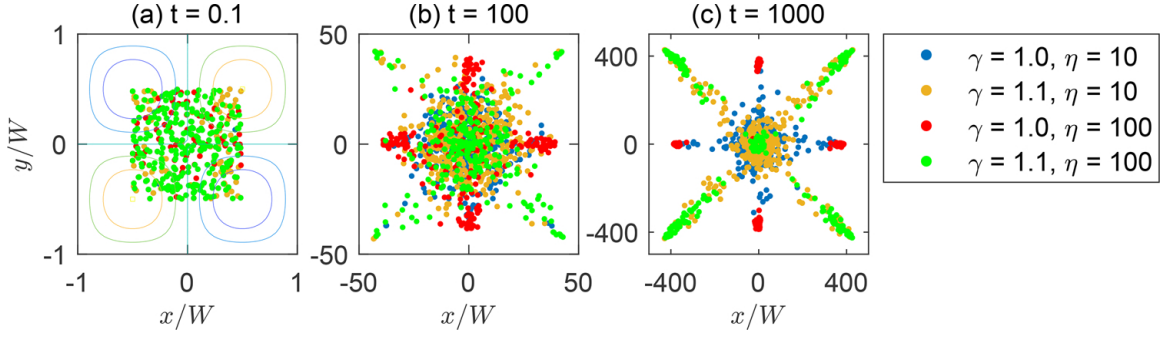 (a) t = 0.1
(b) t = 100
(c) t = 1000
1
0
-1
y/W
-1 0 1
x/W
50
0
-50
-50 0 50
x/W
400
0
-400
-400 0 400
x/W
γ = 1.0, η = 10
γ = 1.1, η = 10
γ = 1.0, η = 100
γ = 1.1, η = 100